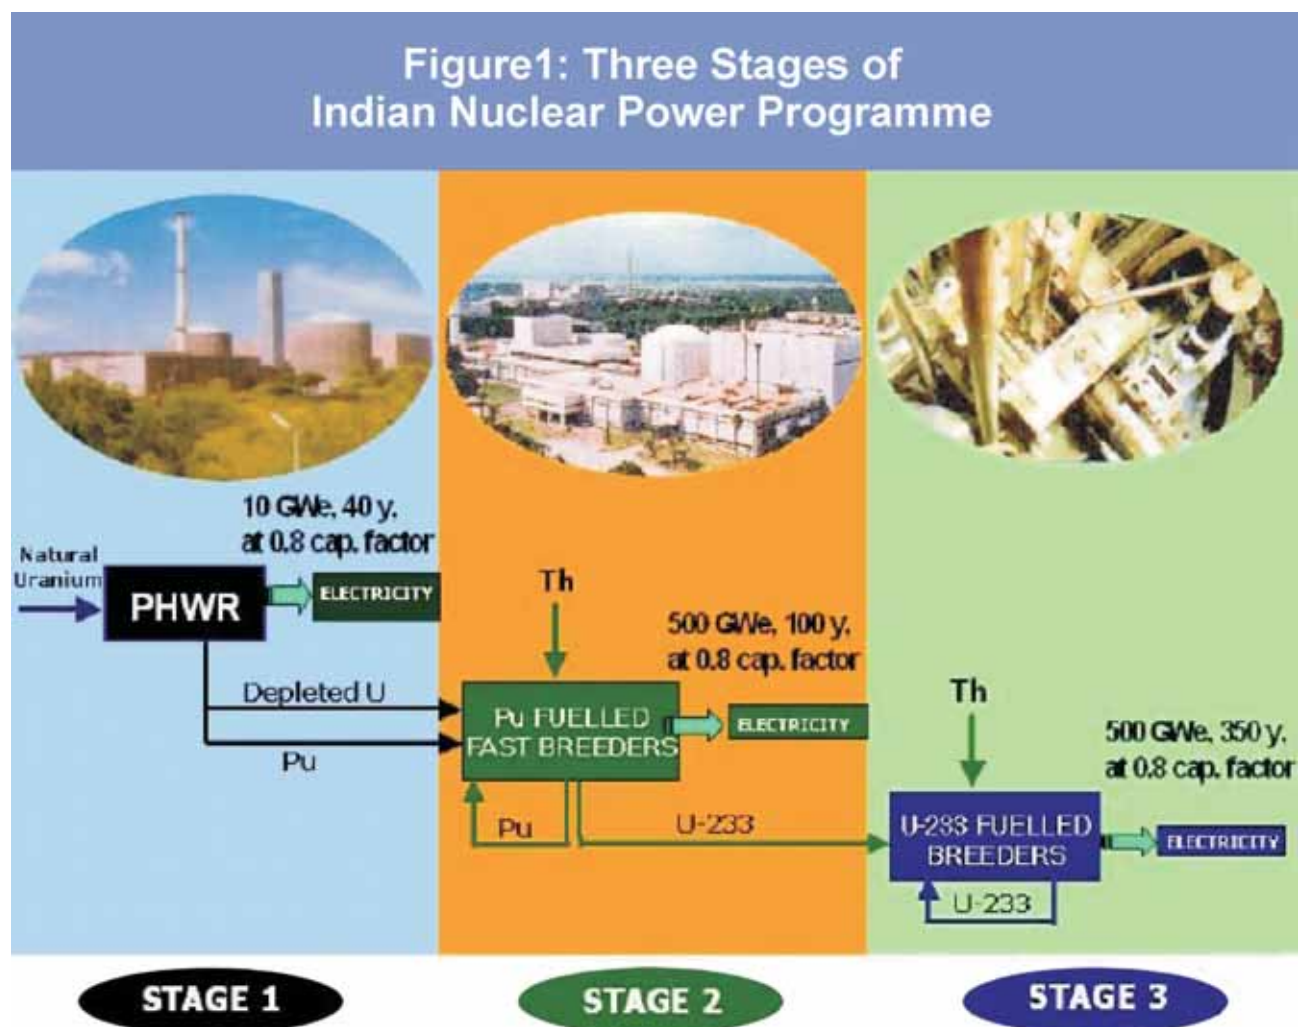 Figure1: Three Stages of
Indian Nuclear Power Programme
10 GWe, 40 y,
at 0.8 cap. factor
Natural
Uranium
PHWR
ELECTRICITY
Depleted U
Pu
Th
500 GWe, 100 y,
at 0.8 cap. factor
Pu FUELLED
FAST BREEDERS
ELECTRICITY
Pu
U-233
Th
500 GWe, 350 y,
at 0.8 cap. factor
U-233 FUELLED
BREEDERS
ELECTRICITY
U-233
STAGE 1
STAGE 2
STAGE 3